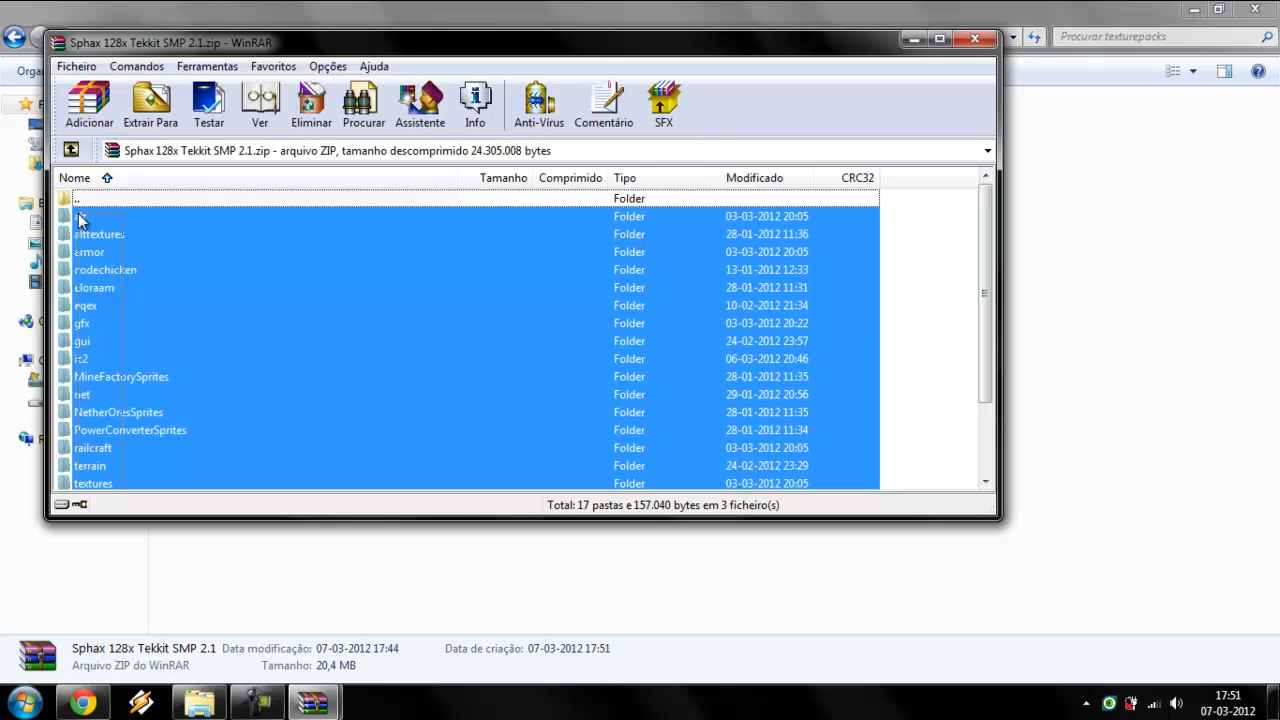 Procurar texturepacks
Sphax 128x Tekkit SMP 2.1.zip - WinRAR
Ficheiro Comandos Ferramentas Favoritos Opções Ajuda
Adicionar Extrair Para Testar Ver Eliminar Procurar Assistente Info Anti-Vírus Comentário SFX
Sphax 128x Tekkit SMP 2.1.zip - arquivo ZIP, tamanho descomprimido 24.305.008 bytes
Nome Tamanho Comprimido Tipo Modificado CRC32
.. Folder
Folder 03-03-2012 20:05
alttextures Folder 28-01-2012 11:36
armor Folder 03-03-2012 20:05
codechicken Folder 13-01-2012 12:33
eloraam Folder 28-01-2012 11:31
eqex Folder 10-02-2012 21:34
gfx Folder 03-03-2012 20:22
gui Folder 24-02-2012 23:57
ic2 Folder 06-03-2012 20:46
MineFactorySprites Folder 28-01-2012 11:35
net Folder 29-01-2012 20:56
NetherOresSprites Folder 28-01-2012 11:35
PowerConverterSprites Folder 28-01-2012 11:34
railcraft Folder 03-03-2012 20:05
terrain Folder 24-02-2012 23:29
textures Folder 03-03-2012 20:05
Total: 17 pastas e 157.040 bytes em 3 ficheiro(s)
Sphax 128x Tekkit SMP 2.1 Data modificação: 07-03-2012 17:44 Data de criação: 07-03-2012 17:51
Arquivo ZIP do WinRAR Tamanho: 20,4 MB
17:51
07-03-2012